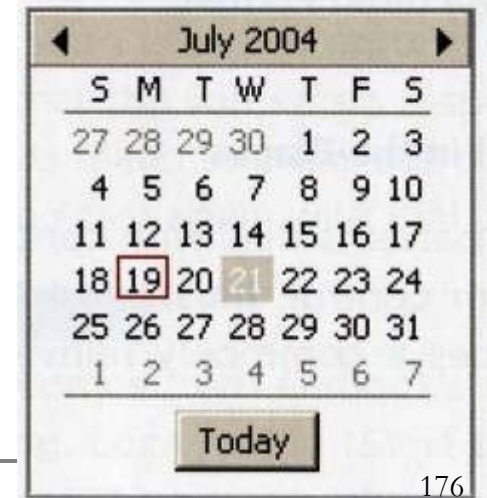 July 2004
S M T W T F S
27 28 29 30 1 2 3
4 5 6 7 8 9 10
11 12 13 14 15 16 17
18 19 20 21 22 23 24
25 26 27 28 29 30 31
1 2 3 4 5 6 7
Today
176